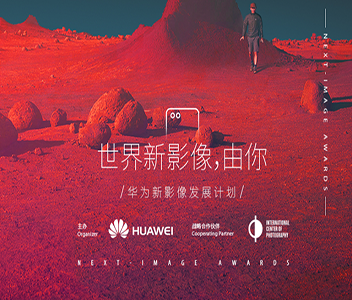 NEXT-IMAGE AWARDS
世界新影像,由你
/华为新影像发展计划/
主办
Organizer
HUAWEI
战略合作伙伴
Cooperating Partner
INTERNATIONAL
CENTER OF
PHOTOGRAPHY
NEXT-IMAGE AWARDS